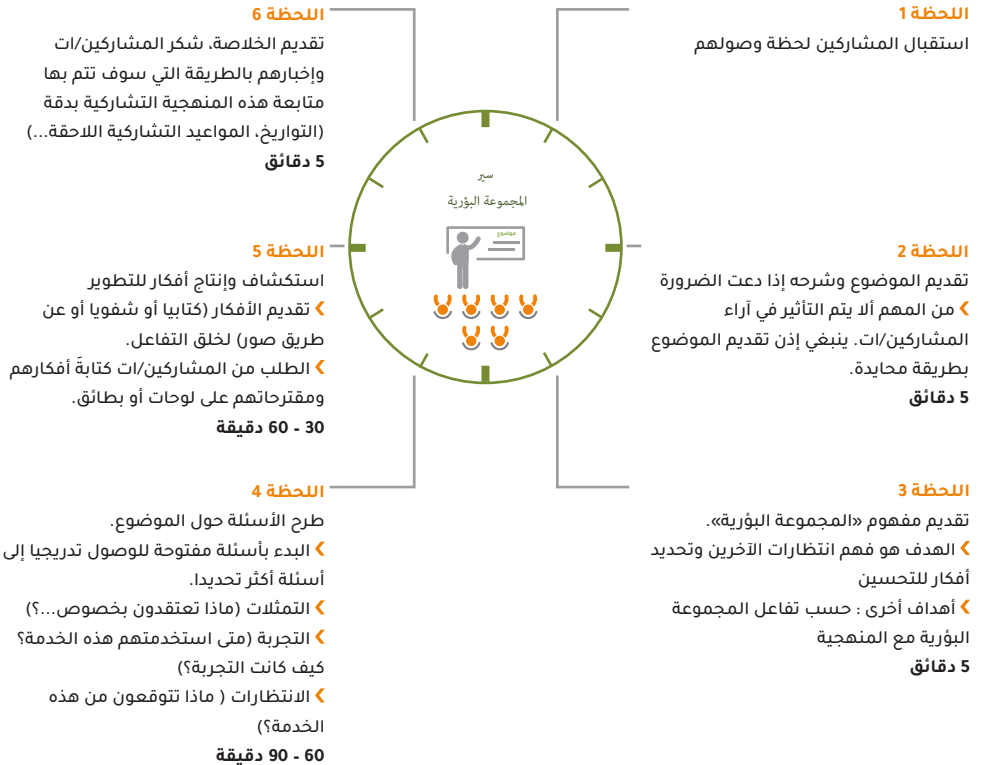 اللحظة 1
استقبال المشاركين لحظة وصولهم
اللحظة 2
تقديم الموضوع وشرحه إذا دعت الضرورة
❯ من المهم ألا يتم التأثير في آراء
المشاركين/ات. ينبغي إذن تقديم الموضوع
بطريقة محايدة.
5 دقائق
اللحظة 3
تقديم مفهوم «المجموعة البؤرية».
❯ الهدف هو فهم انتظارات الآخرين وتحديد
أفكار للتحسين
❯ أهداف أخرى : حسب تفاعل المجموعة
البؤرية مع المنهجية
5 دقائق
سير
المجموعة البؤرية
موضوع
اللحظة 4
طرح الأسئلة حول الموضوع.
❯ البدء بأسئلة مفتوحة للوصول تدريجيا إلى
أسئلة أكثر تحديدا.
❯ التمثلات (ماذا تعتقدون بخصوص...؟)
❯ التجربة (متى استخدمتهم هذه الخدمة؟
كيف كانت التجربة؟)
❯ الانتظارات ( ماذا تتوقعون من هذه
الخدمة؟)
60 - 90 دقيقة
اللحظة 5
استكشاف وإنتاج أفكار للتطوير
❯ تقديم الأفكار (كتابيا أو شفويا أو عن
طريق صور) لخلق التفاعل.
❯ الطلب من المشاركين/ات كتابةَ أفكارهم
ومقترحاتهم على لوحات أو بطائق.
30 - 60 دقيقة
اللحظة 6
تقديم الخلاصة، شكر المشاركين/ات
وإخبارهم بالطريقة التي سوف تتم بها
متابعة هذه المنهجية التشاركية بدقة
(التواريخ، المواعيد التشاركية اللاحقة...)
5 دقائق